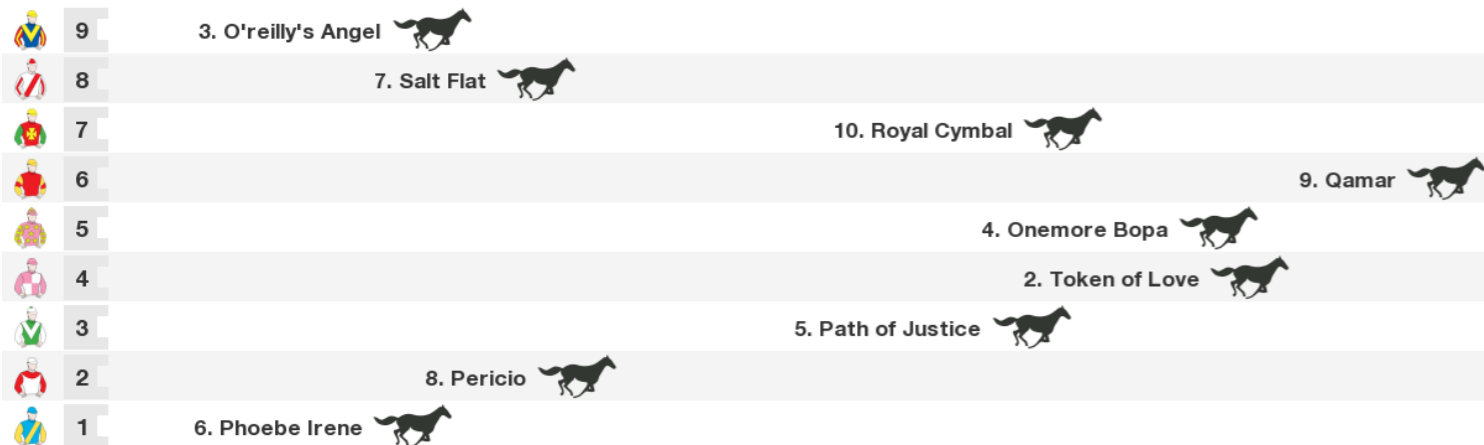 9 3. O'reilly's Angel
8 7. Salt Flat
7 10. Royal Cymbal
6 9. Qamar
5 4. Onemore Bopa
4 2. Token of Love
3 5. Path of Justice
2 8. Pericio
1 6. Phoebe Irene